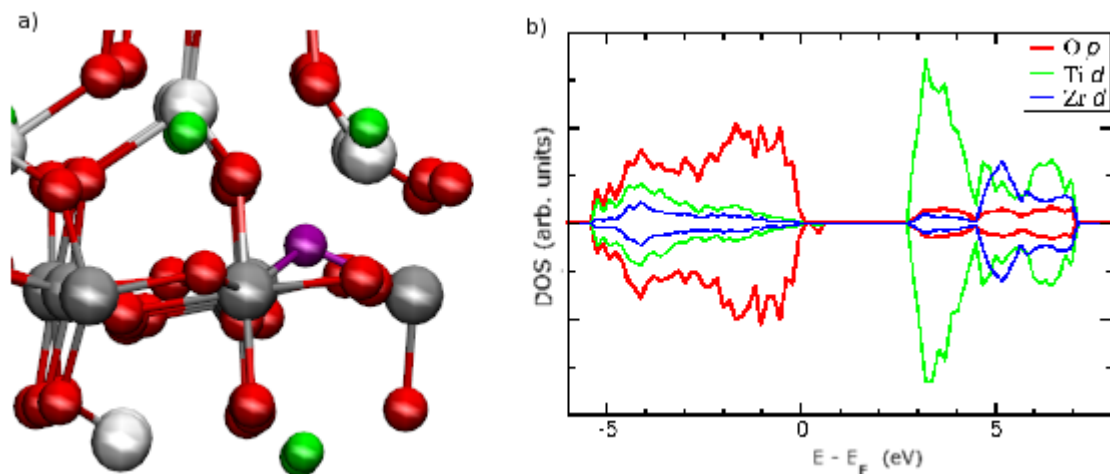 a)
b)
O p
Ti d
Zr d
DOS (arb. units)
-5
0
5
E - E_F (eV)